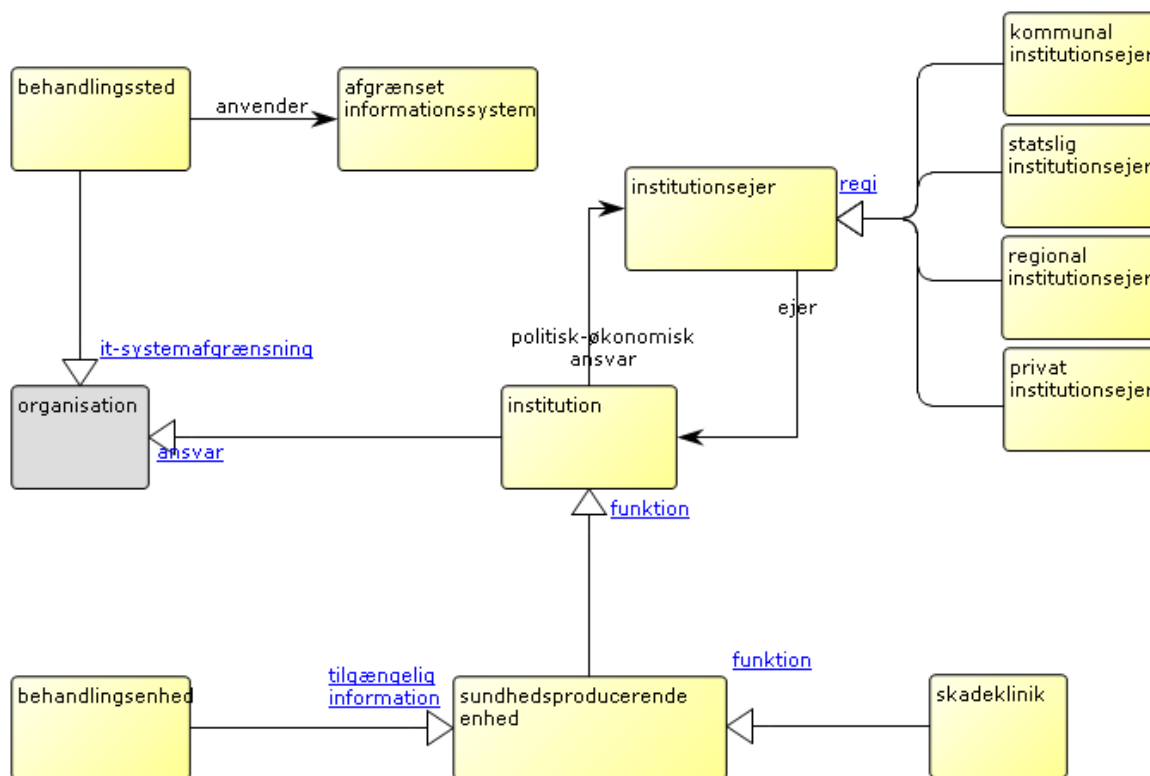 kommunal
institutionsejer
behandlingssted
afgrænset
informationssystem
anvender
statslig
institutionsejer
institutionsejer
regi
regional
institutionsejer
ejer
politisk-økonomisk
ansvar
it-systemafgrænsning
privat
institutionsejer
organisation
institution
ansvar
funktion
funktion
tilgængelig
information
behandlingsenhed
sundhedsproducerende
enhed
skadeklinik